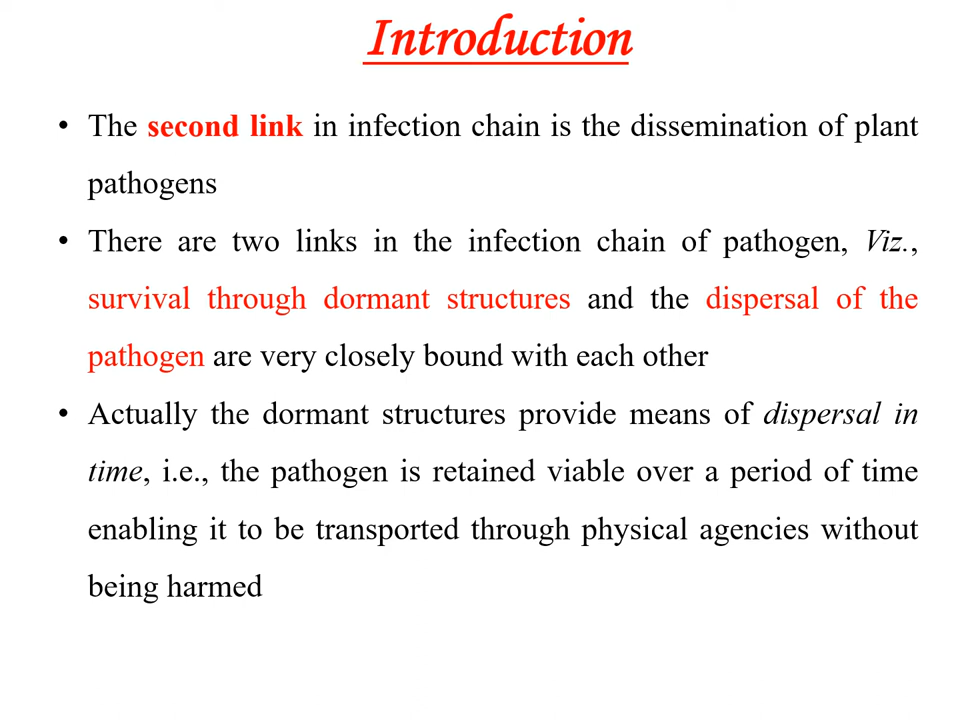 Introduction
• The second link in infection chain is the dissemination of plant
pathogens
• There are two links in the infection chain of pathogen, Viz.,
survival through dormant structures and the dispersal of the
pathogen are very closely bound with each other
• Actually the dormant structures provide means of dispersal in
time, i.e., the pathogen is retained viable over a period of time
enabling it to be transported through physical agencies without
being harmed